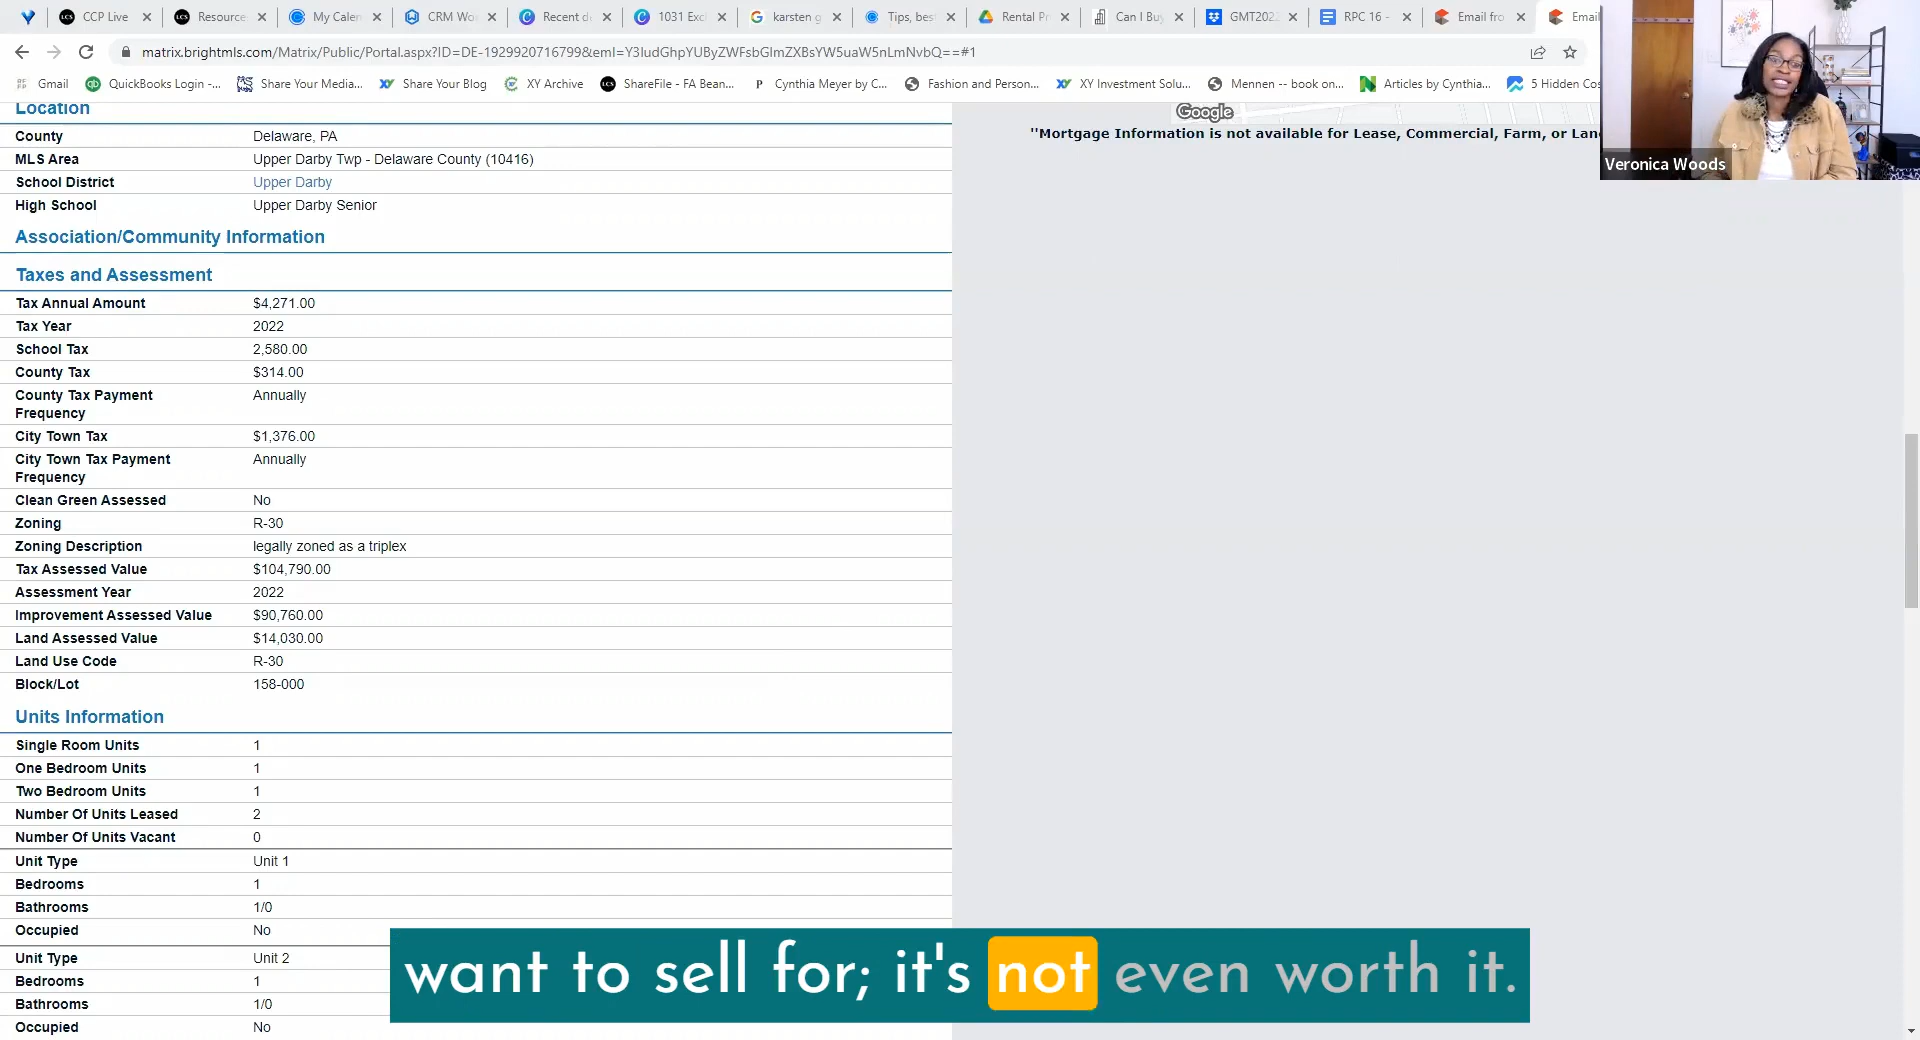 CCP Live
Resource
My Calen
CRM Wo
Recent d
1031 Exc
karsten g
Tips, bes
Rental Pr
Can I Bu
GMT202
RPC 16 -
Email fro
Emai
matrix.brightmls.com/Matrix/Public/Portal.aspx?ID=DE-1929920716799&eml=Y3IudGhpYUByZWFsbGlmZXBsYW5uaW5nLmNvbQ==#1
Gmail
QuickBooks Login -...
Share Your Media...
Share Your Blog
XY Archive
ShareFile - FA Bean...
Cynthia Meyer by C...
Fashion and Person...
XY Investment Solu...
Mennen -- book on...
Articles by Cynthia...
5 Hidden Cos
Location
County Delaware, PA
MLS Area Upper Darby Twp - Delaware County (10416)
School District Upper Darby
High School Upper Darby Senior
Association/Community Information
Taxes and Assessment
Tax Annual Amount $4,271.00
Tax Year 2022
School Tax 2,580.00
County Tax $314.00
County Tax Payment Annually
Frequency
City Town Tax $1,376.00
City Town Tax Payment Annually
Frequency
Clean Green Assessed No
Zoning R-30
Zoning Description legally zoned as a triplex
Tax Assessed Value $104,790.00
Assessment Year 2022
Improvement Assessed Value $90,760.00
Land Assessed Value $14,030.00
Land Use Code R-30
Block/Lot 158-000
Units Information
Single Room Units 1
One Bedroom Units 1
Two Bedroom Units 1
Number Of Units Leased 2
Number Of Units Vacant 0
Unit Type Unit 1
Bedrooms 1
Bathrooms 1/0
Occupied No
Unit Type Unit 2
Bedrooms 1
Bathrooms 1/0
Occupied No
Google
''Mortgage Information is not available for Lease, Commercial, Farm, or Lan
Veronica Woods
want to sell for; it's not even worth it.